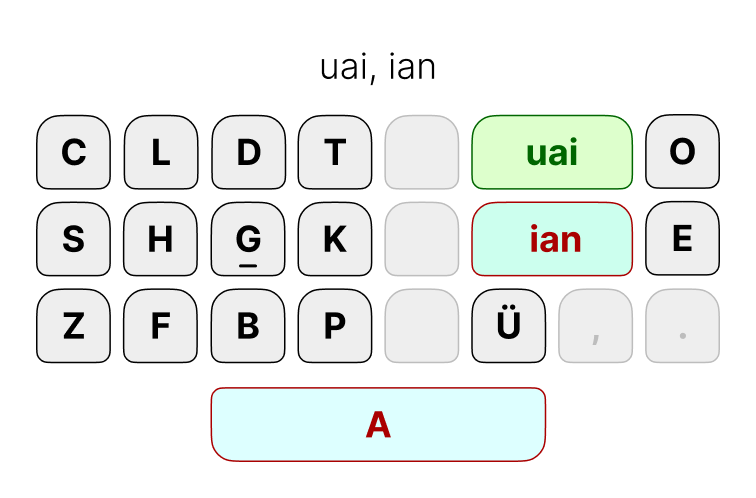 uai, ian
C L D T uai O
S H G K ian E
Z F B P Ü , .
A